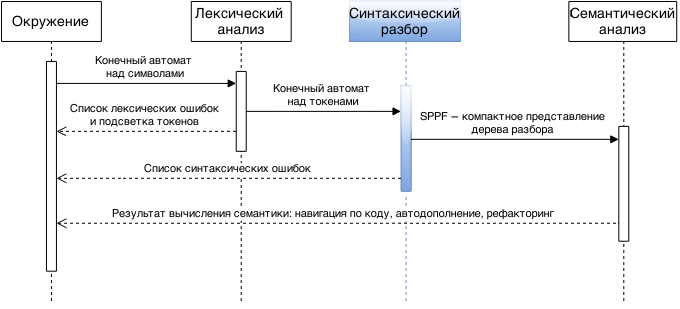 Окружение
Лексический
анализ
Синтаксический
разбор
Семантический
анализ
Конечный автомат
над символами
Конечный автомат
над токенами
Список лексических ошибок
и подсветка токенов
SPPF – компактное представление
дерева разбора
Список синтаксических ошибок
Результат вычисления семантики: навигация по коду, автодополнение, рефакторинг